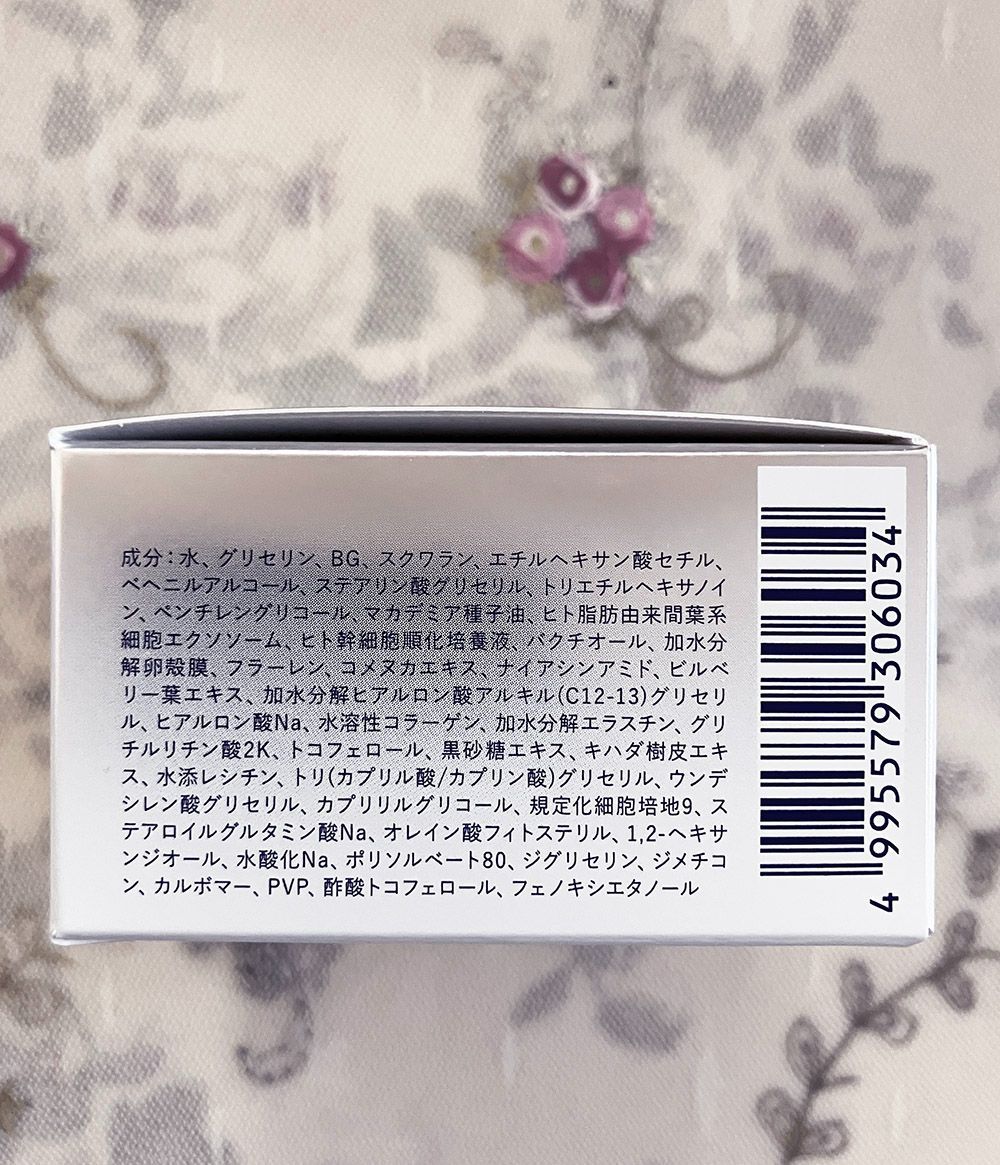 成分：水、グリセリン、BG、スクワラン、エチルヘキサン酸セチル、
ベヘニルアルコール、ステアリン酸グリセリル、トリエチルヘキサノイ
ン、ペンチレングリコール、マカデミア種子油、ヒト脂肪由来間葉系
細胞エクソソーム、ヒト幹細胞順化培養液、バクチオール、加水分
解卵殻膜、フラーレン、コメヌカエキス、ナイアシンアミド、ビルベ
リー葉エキス、加水分解ヒアルロン酸アルキル(C12-13)グリセリ
ル、ヒアルロン酸Na、水溶性コラーゲン、加水分解エラスチン、グリ
チルリチン酸2K、トコフェロール、黒砂糖エキス、キハダ樹皮エキ
ス、水添レシチン、トリ(カプリル酸/カプリン酸)グリセリル、ウンデ
シレン酸グリセリル、カプリリルグリコール、規定化細胞培地9、ス
テアロイルグルタミン酸Na、オレイン酸フィトステリル、1,2-ヘキサ
ンジオール、水酸化Na、ポリソルベート80、ジグリセリン、ジメチコ
ン、カルボマー、PVP、酢酸トコフェロール、フェノキシエタノール
4 995579 306034